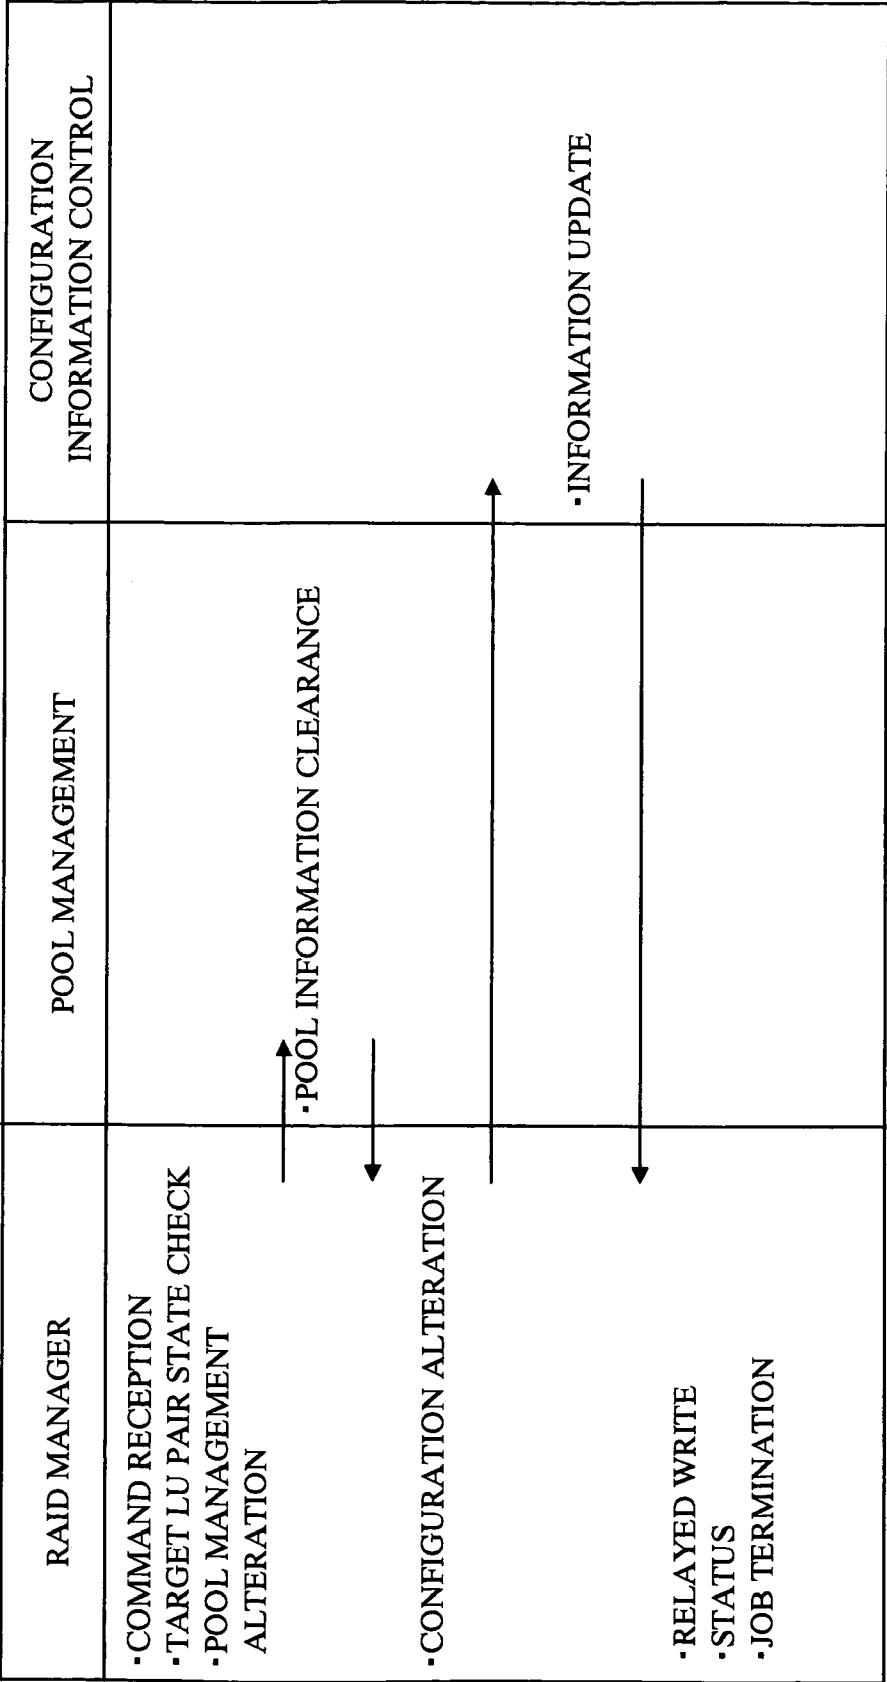 RAID MANAGER
POOL MANAGEMENT
CONFIGURATION
INFORMATION CONTROL
·COMMAND RECEPTION
·TARGET LU PAIR STATE CHECK
·POOL MANAGEMENT
ALTERATION
·POOL INFORMATION CLEARANCE
·CONFIGURATION ALTERATION
·INFORMATION UPDATE
·RELAYED WRITE
·STATUS
·JOB TERMINATION